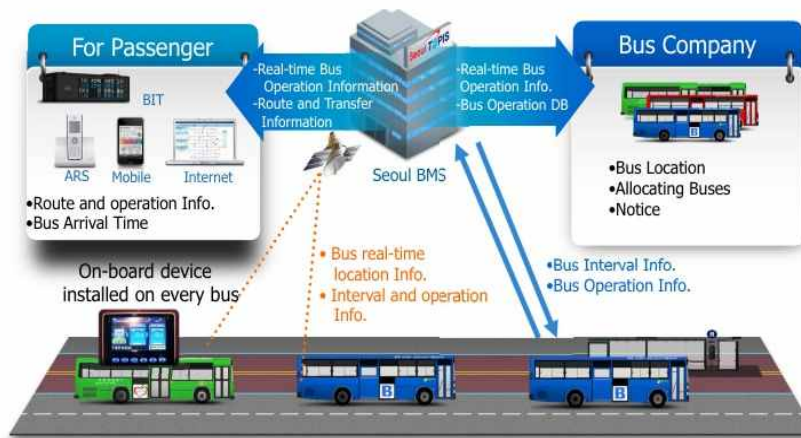 For Passenger
BIT
ARS
Mobile
Internet
•Route and operation Info.
•Bus Arrival Time
-Real-time Bus
Operation Information
-Route and Transfer
Information
Seoul TOPIS
Seoul BMS
-Real-time Bus
Operation Info.
-Bus Operation DB
Bus Company
B
•Bus Location
•Allocating Buses
•Notice
On-board device
installed on every bus
• Bus real-time
location Info.
• Interval and operation
Info.
•Bus Interval Info.
•Bus Operation Info.
B
B